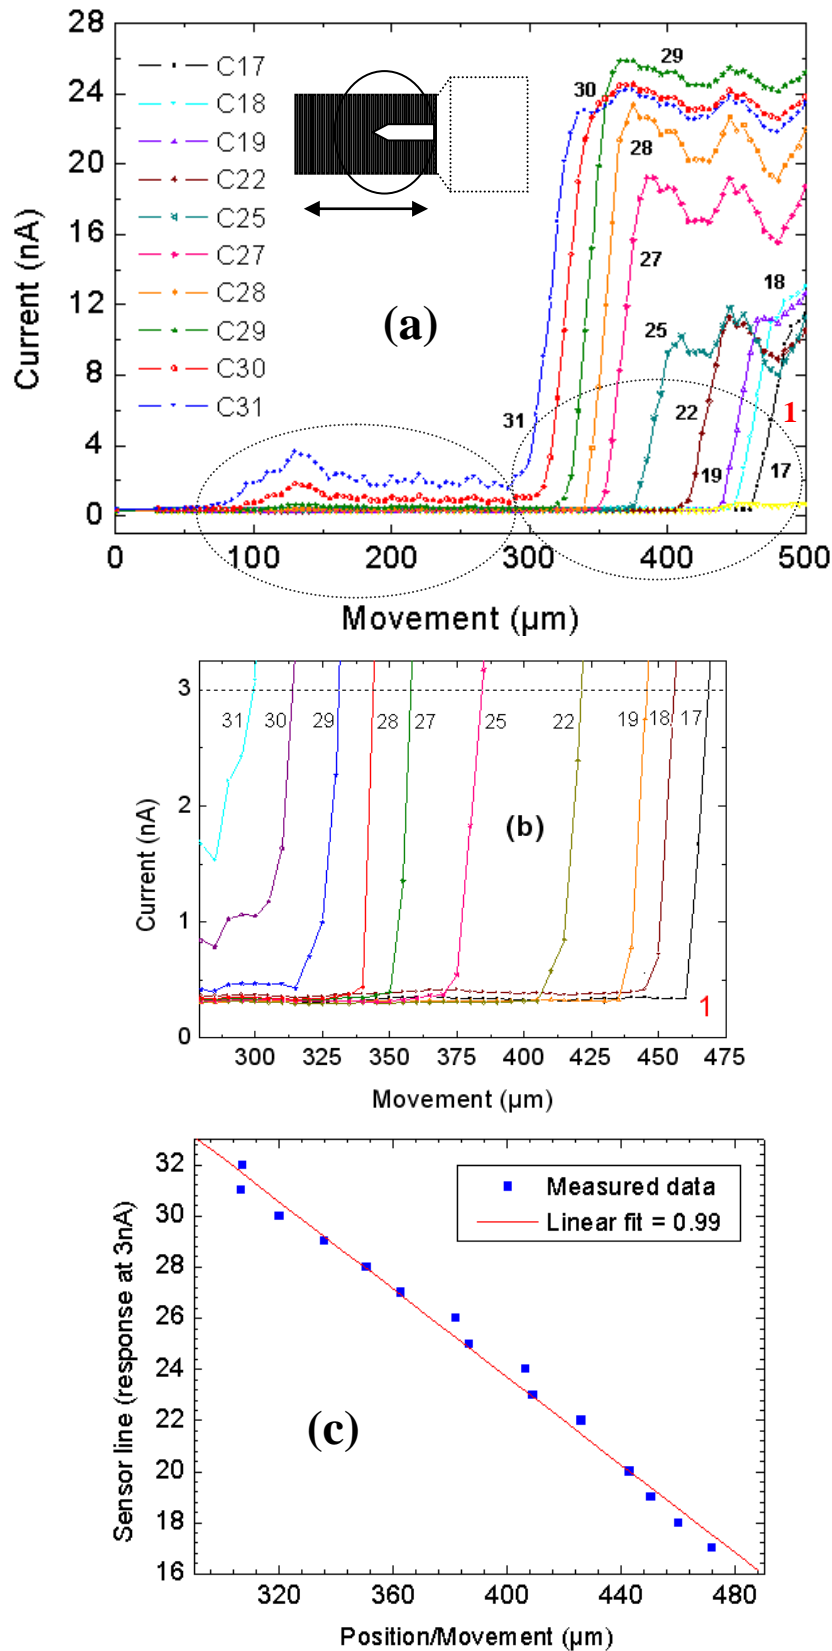 28
24
20
16
12
8
4
0
Current (nA)
C17
C18
C19
C22
C25
C27
C28
C29
C30
C31
(a)
29
30
28
27
18
25
31
22
1
19
17
0 100 200 300 400 500
Movement (µm)
3
2
1
0
Current (nA)
31 30 29 28 27 25 22 19 18 17
(b)
1
300 325 350 375 400 425 450 475
Movement (µm)
32
30
28
26
24
22
20
18
16
Sensor line (response at 3nA)
Measured data
Linear fit = 0.99
(c)
320 360 400 440 480
Position/Movement (µm)